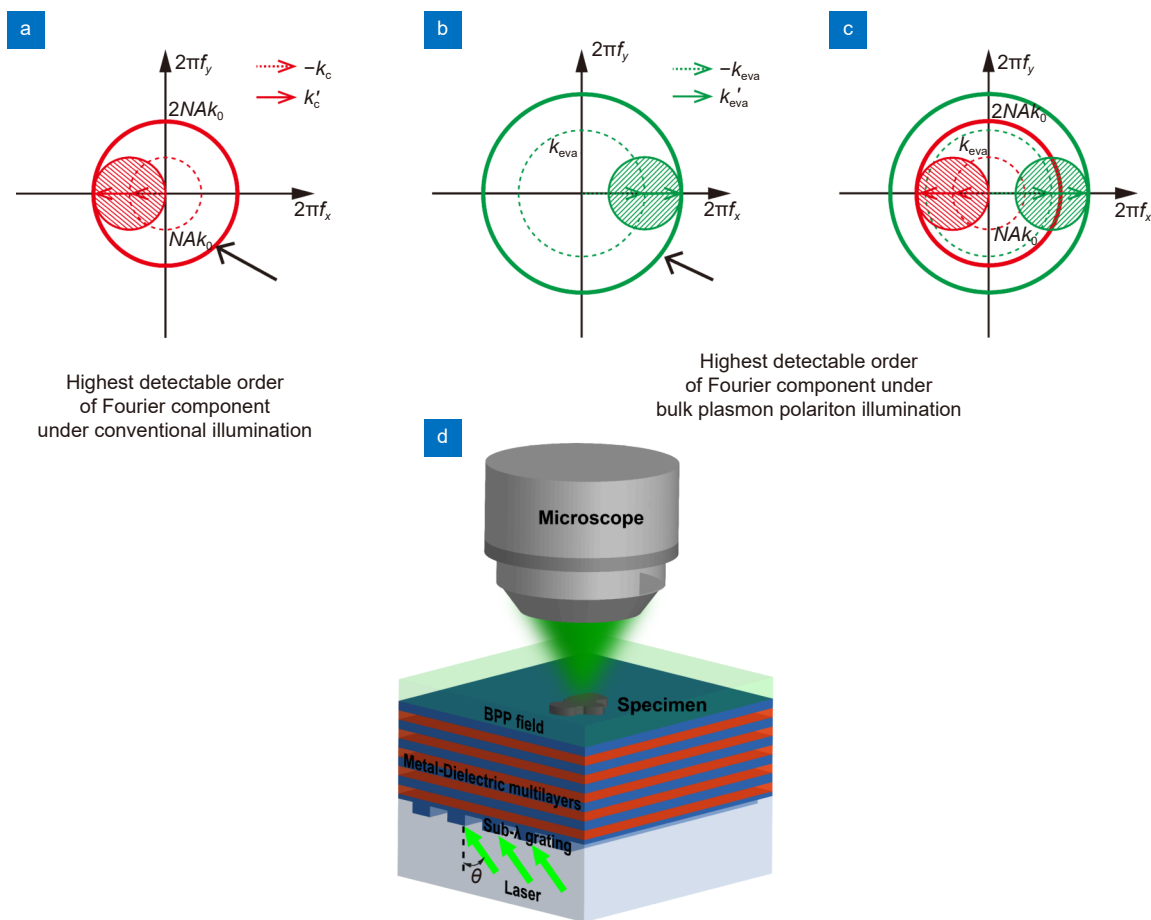 a
2πf_y
−k_c
k_c′
2NAk_0
NAk_0
2πf_x
b
2πf_y
−k_eva
k_eva′
k_eva
2πf_x
c
2πf_y
2NAk_0
k_eva
NAk_0
2πf_x
Highest detectable order
of Fourier component
under conventional illumination
Highest detectable order
of Fourier component under
bulk plasmon polariton illumination
d
Microscope
Specimen
BPP field
Metal-Dielectric multilayers
Sub-λ grating
θ
Laser